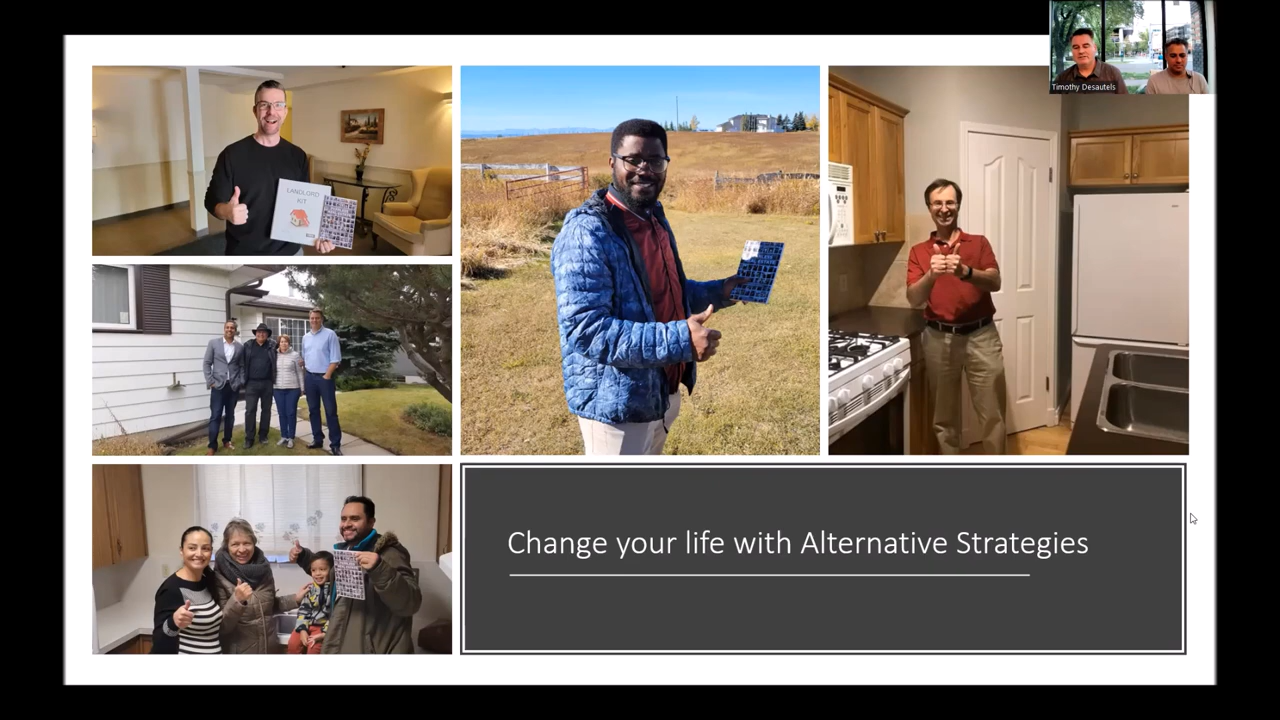 Timothy Desautels
LANDLORD
KIT
Change your life with Alternative Strategies